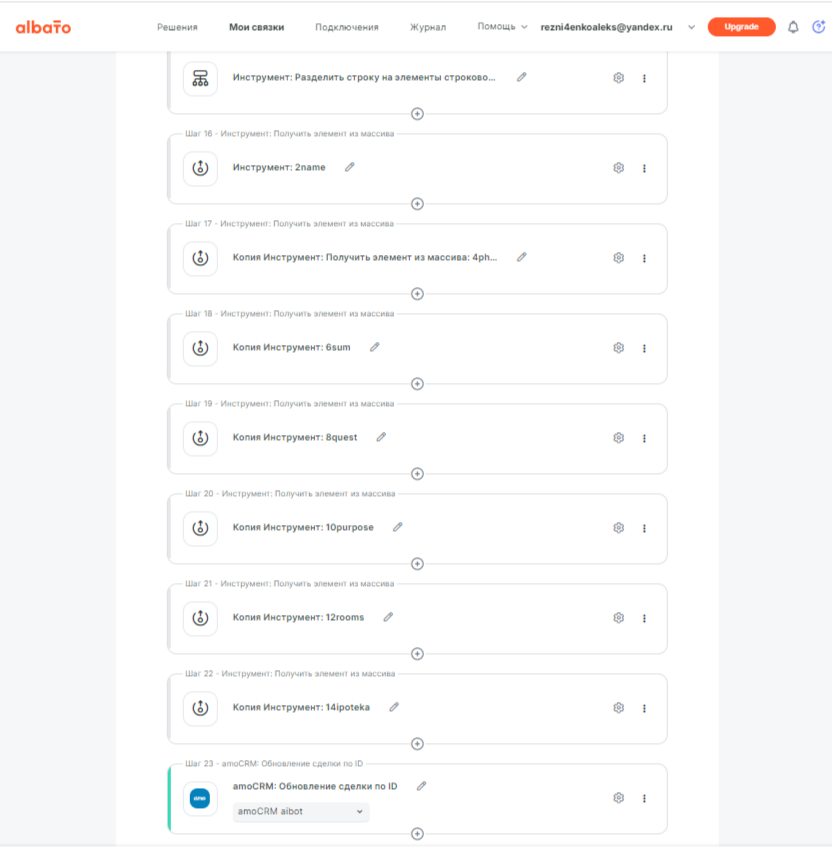 albato
Решения Мои связки Подключения Журнал Помощь rezni4enkoaleks@yandex.ru Upgrade
Инструмент: Разделить строку на элементы строково...
Шаг 16 - Инструмент: Получить элемент из массива
Инструмент: 2name
Шаг 17 - Инструмент: Получить элемент из массива
Копия Инструмент: Получить элемент из массива: 4ph...
Шаг 18 - Инструмент: Получить элемент из массива
Копия Инструмент: 6sum
Шаг 19 - Инструмент: Получить элемент из массива
Копия Инструмент: 8quest
Шаг 20 - Инструмент: Получить элемент из массива
Копия Инструмент: 10purpose
Шаг 21 - Инструмент: Получить элемент из массива
Копия Инструмент: 12rooms
Шаг 22 - Инструмент: Получить элемент из массива
Копия Инструмент: 14ipoteka
Шаг 23 - amoCRM: Обновление сделки по ID
amoCRM: Обновление сделки по ID
amoCRM aibot